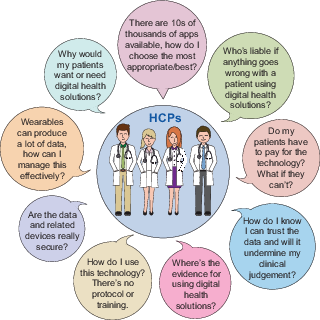 There are 10s of
thousands of apps
available, how do I
choose the most
appropriate/best?
Why would
my patients
want or need
digital health
solutions?
Who's liable if
anything goes
wrong with a
patient using
digital health
solutions?
HCPs
Wearables
can produce
a lot of data,
how can I
manage this
effectively?
Do my
patients have
to pay for the
technology?
What if they
can't?
Are the data
and related
devices really
secure?
How do I know
I can trust the
data and will it
undermine my
clinical
judgement?
How do I use
this technology?
There's no
protocol or
training.
Where's the
evidence for
using digital
health
solutions?